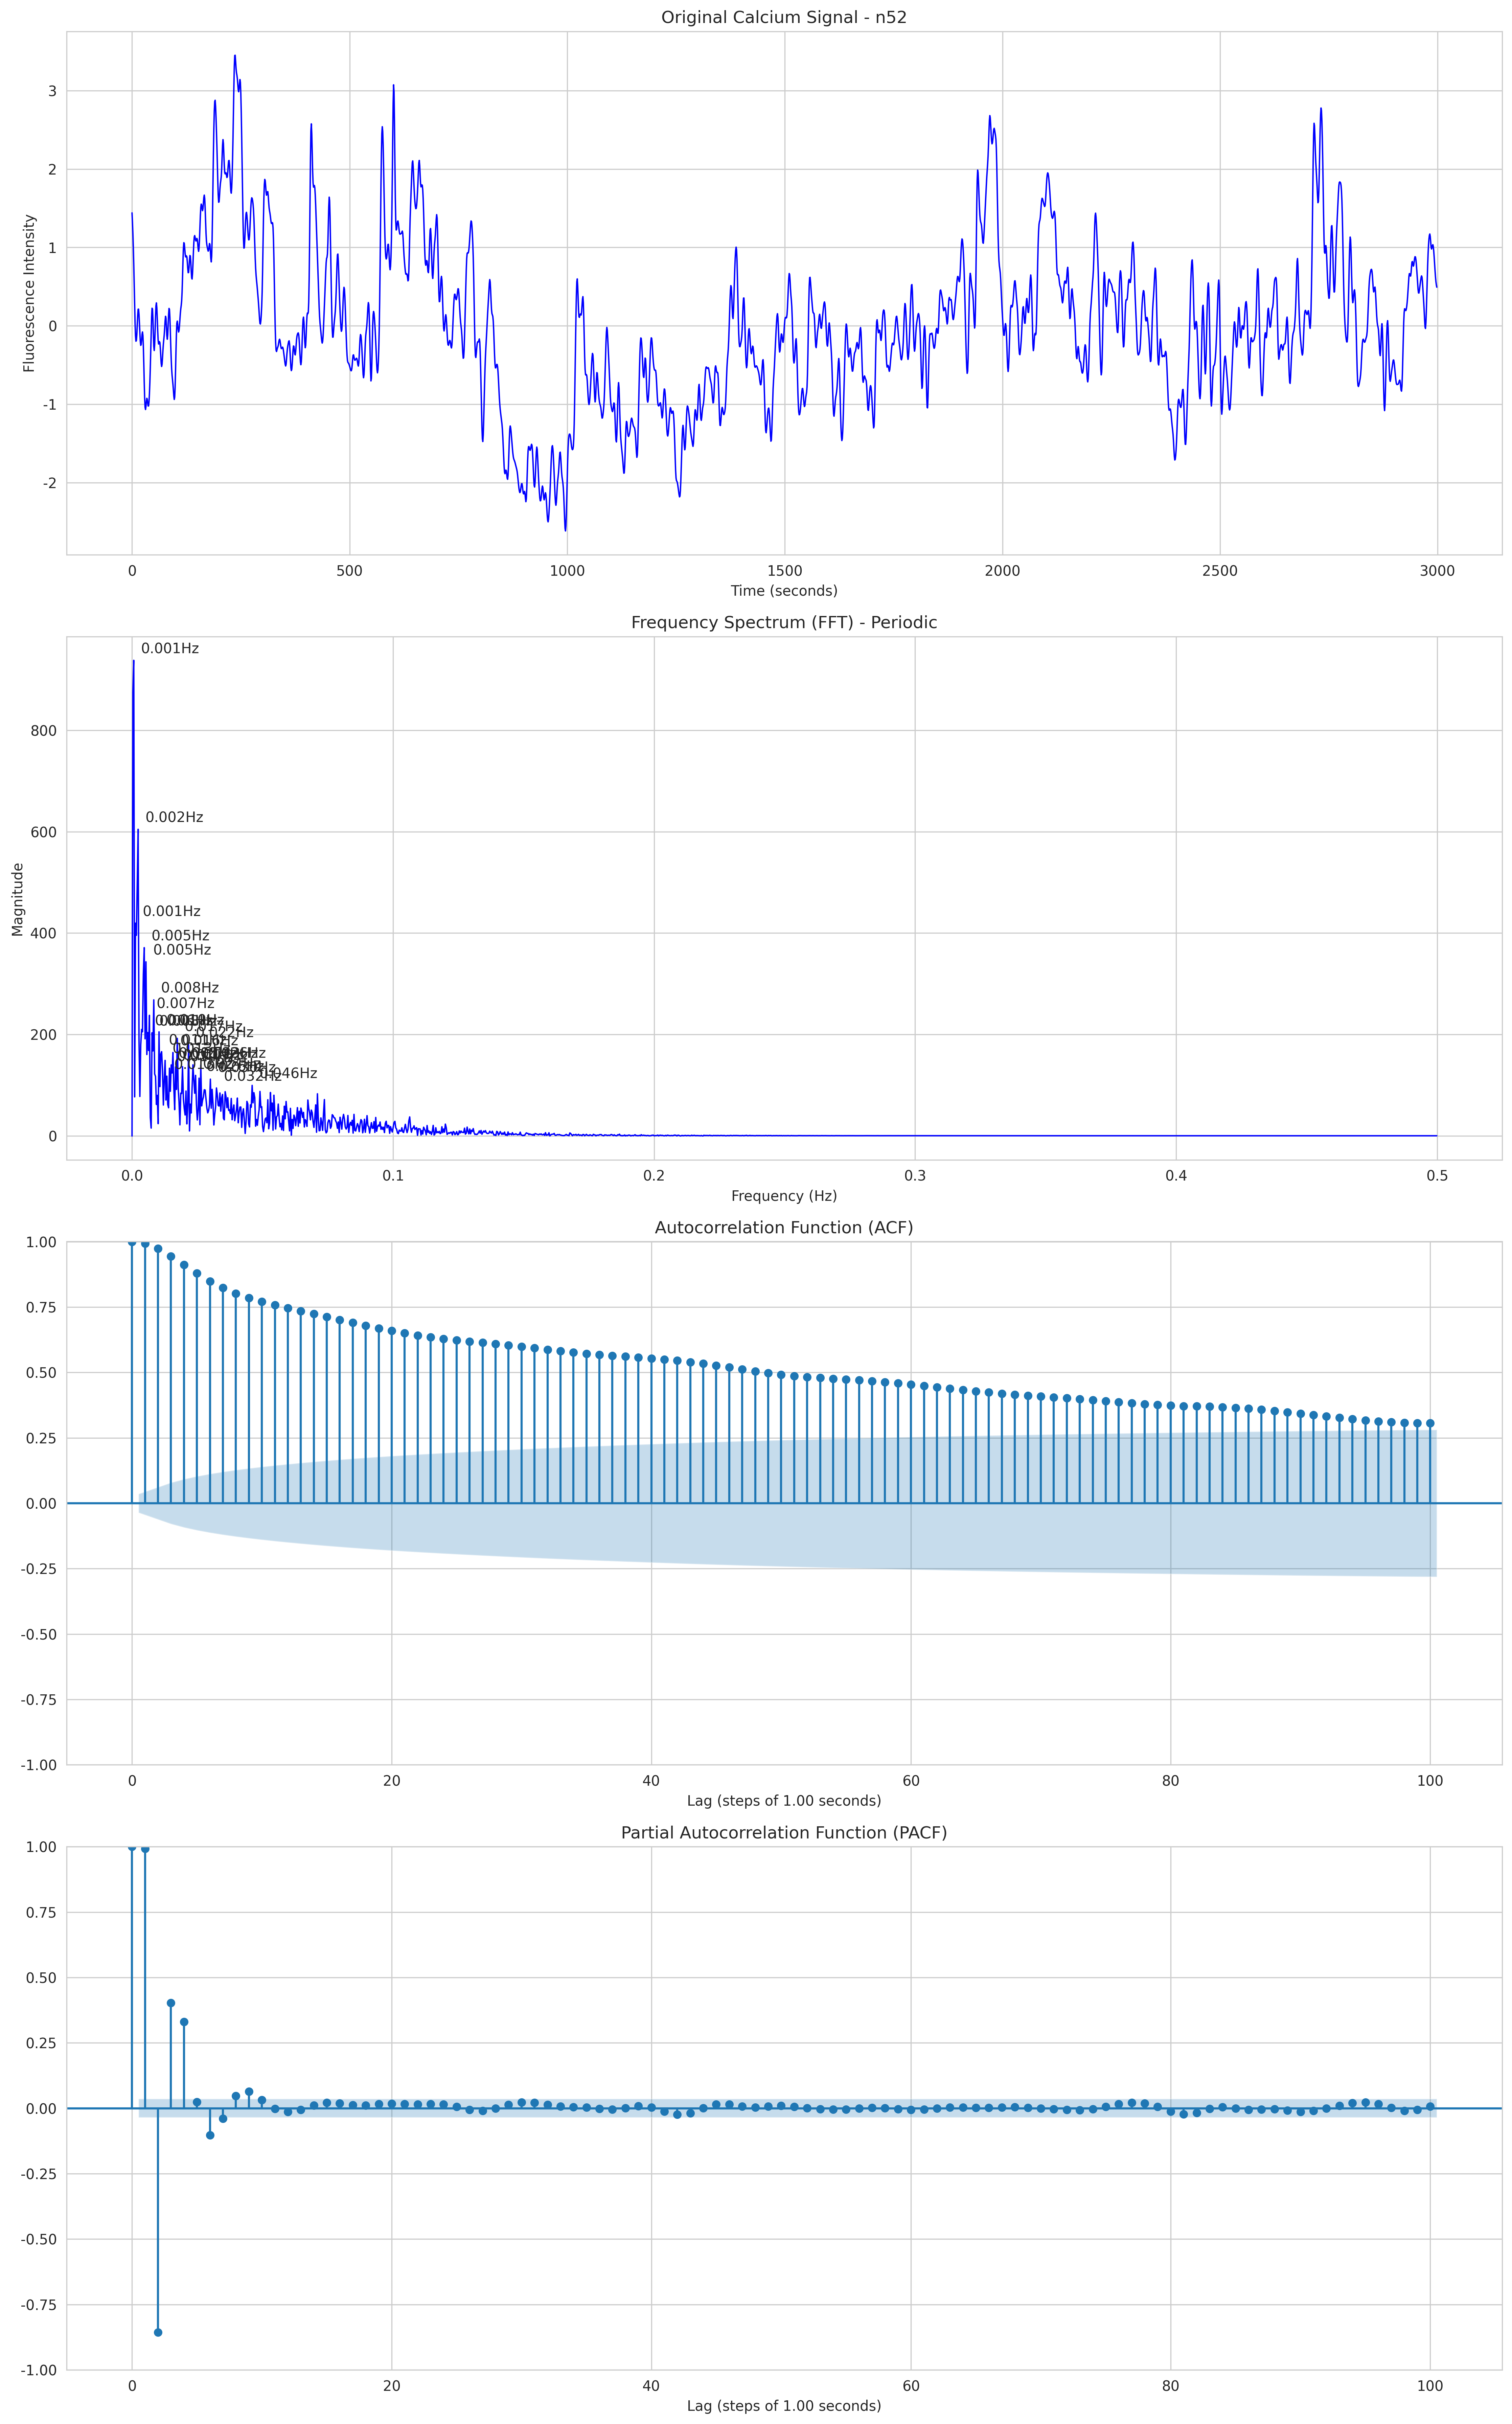 Original Calcium Signal - n52
Fluorescence Intensity
3
2
1
0
-1
-2
0 500 1000 1500 2000 2500 3000
Time (seconds)
Frequency Spectrum (FFT) - Periodic
Magnitude
800
600
400
200
0
0.001Hz
0.002Hz
0.001Hz
0.005Hz
0.005Hz
0.008Hz
0.007Hz
0.032Hz
0.0 0.1 0.2 0.3 0.4 0.5
Frequency (Hz)
Autocorrelation Function (ACF)
1.00
0.75
0.50
0.25
0.00
-0.25
-0.50
-0.75
-1.00
0 20 40 60 80 100
Lag (steps of 1.00 seconds)
Partial Autocorrelation Function (PACF)
1.00
0.75
0.50
0.25
0.00
-0.25
-0.50
-0.75
-1.00
0 20 40 60 80 100
Lag (steps of 1.00 seconds)